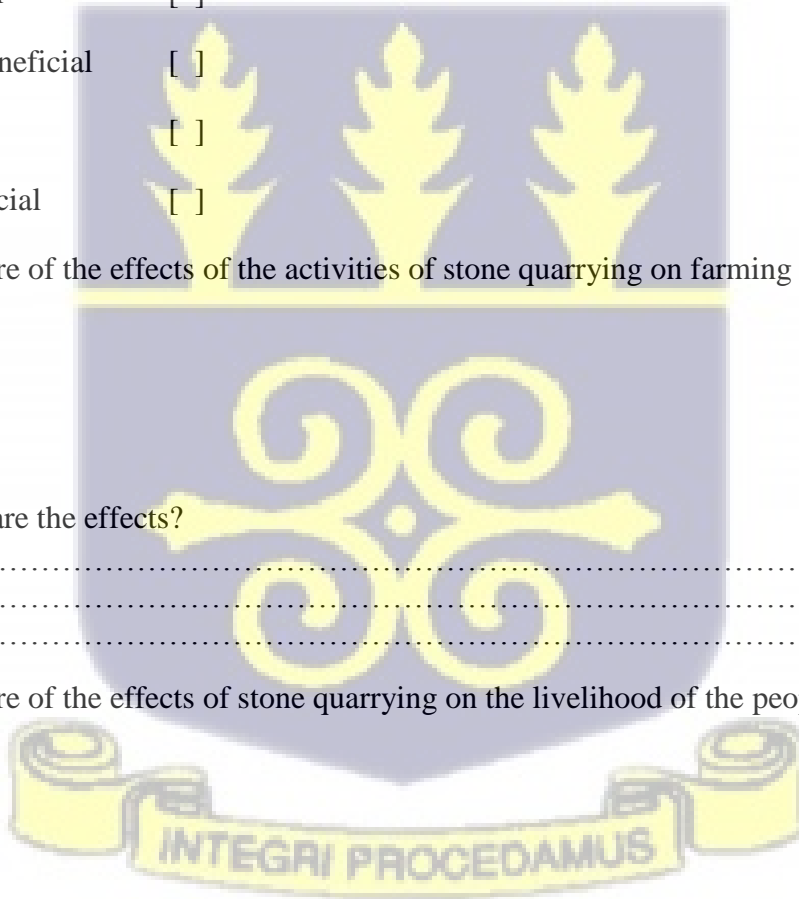 [ ]
neficial [ ]
[ ]
cial [ ]
re of the effects of the activities of stone quarrying on farming
are the effects?
………………………………………………………………………………
………………………………………………………………………………
………………………………………………………………………………
re of the effects of stone quarrying on the livelihood of the peo
INTEGRI PROCEDAMUS